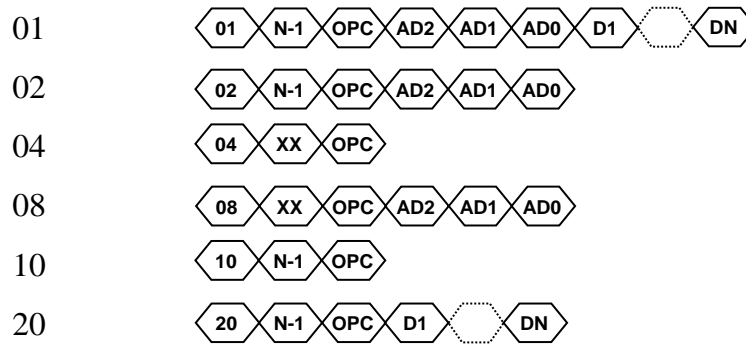 01 01 N-1 OPC AD2 AD1 AD0 D1 DN
02 02 N-1 OPC AD2 AD1 AD0
04 04 XX OPC
08 08 XX OPC AD2 AD1 AD0
10 10 N-1 OPC
20 20 N-1 OPC D1 DN